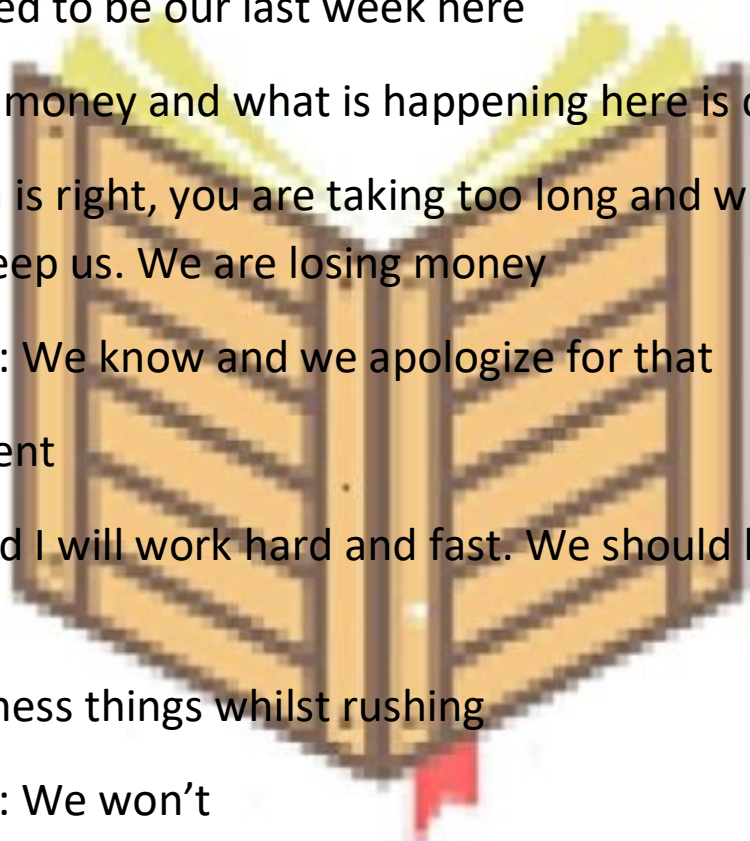 ed to be our last week here
money and what is happening here is
is right, you are taking too long and w
eep us. We are losing money
: We know and we apologize for that
ent
d I will work hard and fast. We should
ness things whilst rushing
: We won’t